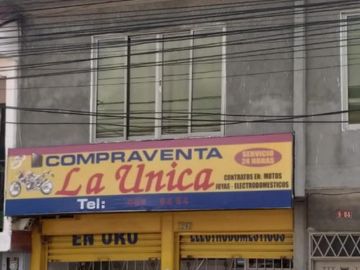 COMPRAVENTA
SERVICIO
24 HORAS
La Unica
CONTRATOS EN: MOTOS
JOYAS - ELECTRODOMESTICOS
Tel:
EN ORO
ELECTRODOMESTICOS